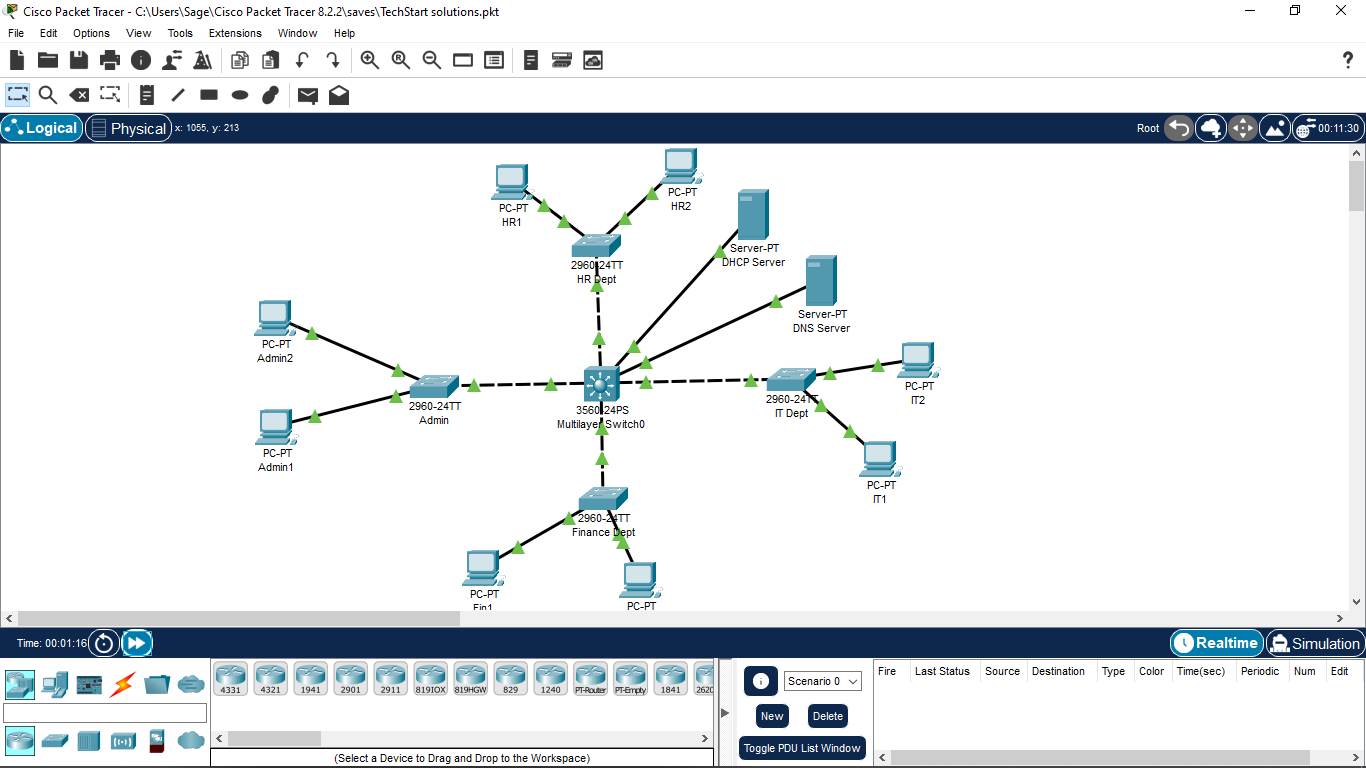 Cisco Packet Tracer - C:\Users\Sage\Cisco Packet Tracer 8.2.2\saves\TechStart solutions.pkt
File Edit Options View Tools Extensions Window Help
Logical Physical x: 1055, y: 213 Root 00:11:30
PC-PT
HR1
PC-PT
HR2
2960-24TT
HR Dept
Server-PT
DHCP Server
Server-PT
DNS Server
PC-PT
Admin2
2960-24TT
Admin
PC-PT
Admin1
3560-24PS
Multilayer Switch0
2960-24TT
IT Dept
PC-PT
IT2
PC-PT
IT1
2960-24TT
Finance Dept
PC-PT
Fin1
PC-PT
Time: 00:01:16 Realtime Simulation
4331 4321 1941 2901 2911 819IOX 819HGW 829 1240 PT-Router PT-Empty 1841 2620
(Select a Device to Drag and Drop to the Workspace)
Scenario 0
New Delete
Toggle PDU List Window
Fire Last Status Source Destination Type Color Time(sec) Periodic Num Edit